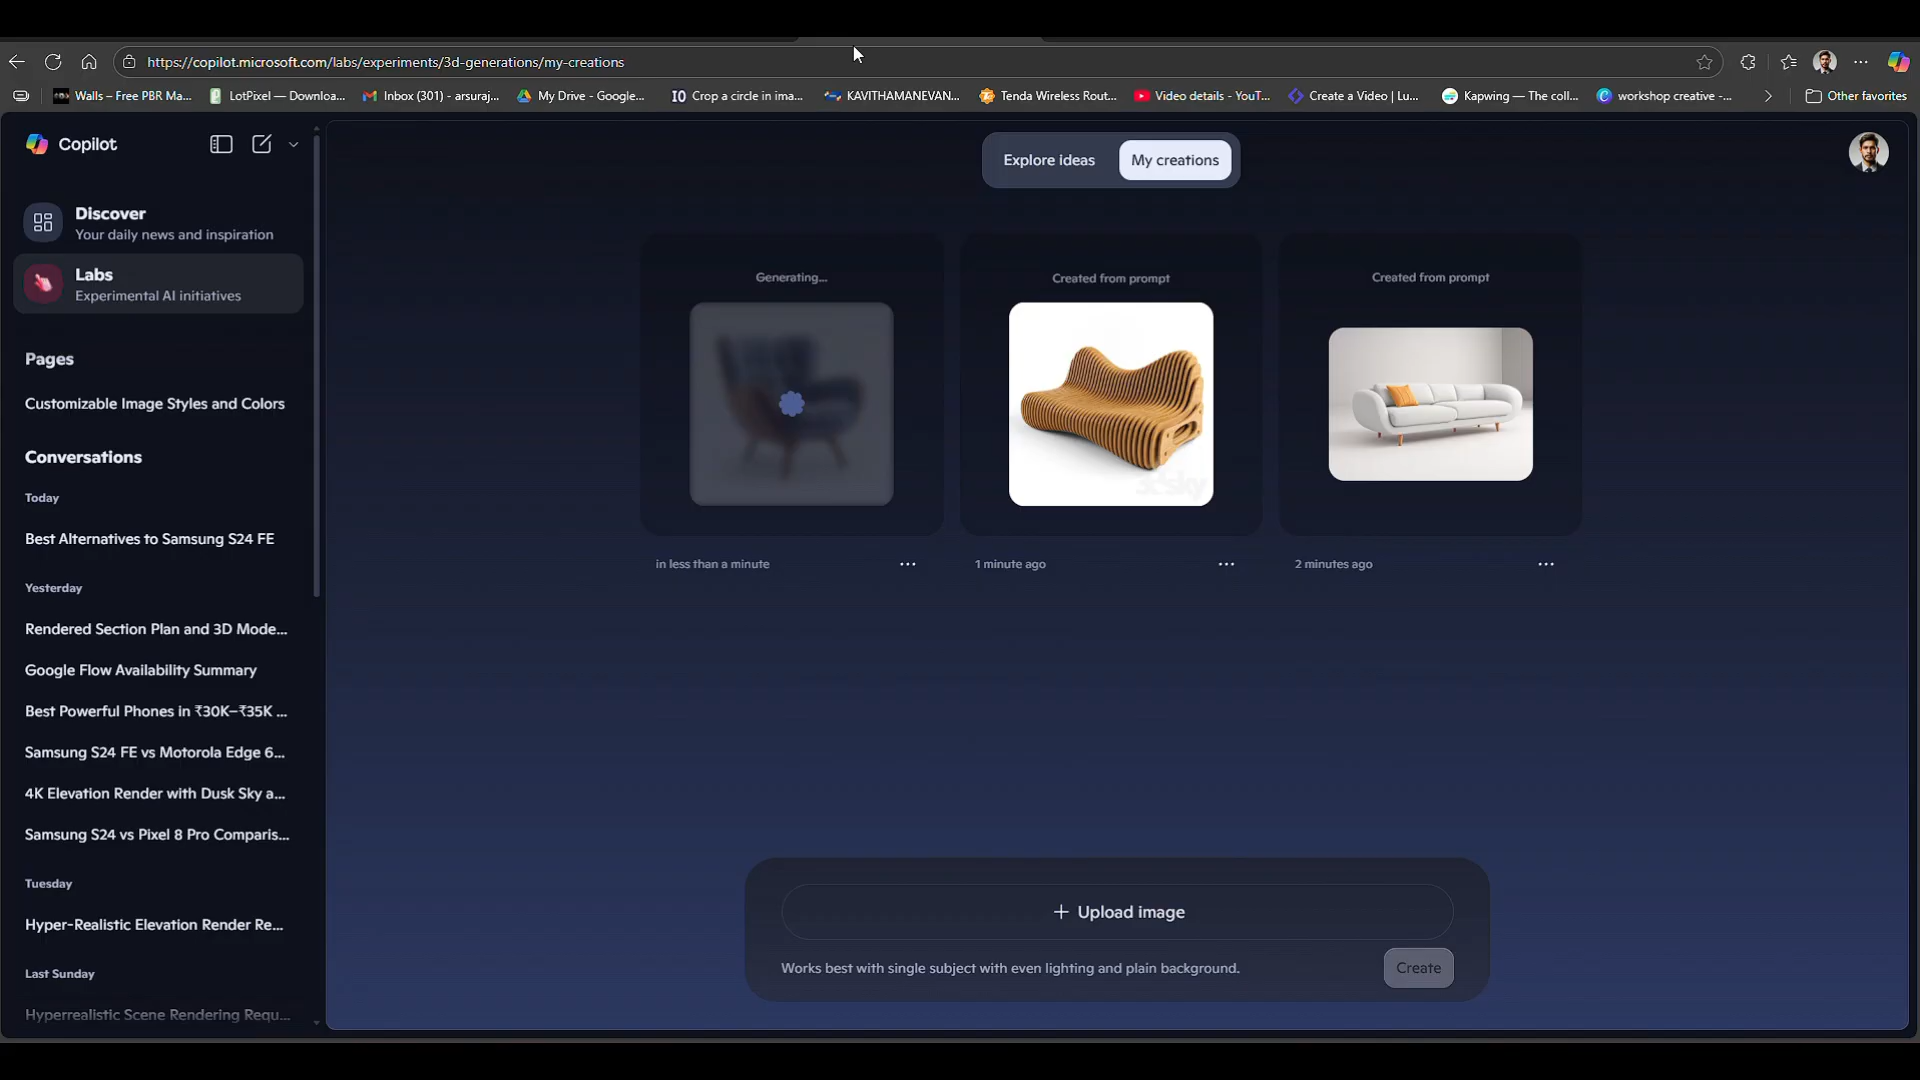 https://copilot.microsoft.com/labs/experiments/3d-generations/my-creations
Walls – Free PBR Ma...
LotPixel — Downloa...
Inbox (301) - arsuraj...
My Drive - Google...
IO Crop a circle in ima...
KAVITHAMANEVAN...
Tenda Wireless Rout...
Video details - YouT...
Create a Video | Lu...
Kapwing — The coll...
workshop creative -...
Other favorites
Copilot
Discover
Your daily news and inspiration
Labs
Experimental AI initiatives
Pages
Customizable Image Styles and Colors
Conversations
Today
Best Alternatives to Samsung S24 FE
Yesterday
Rendered Section Plan and 3D Mode...
Google Flow Availability Summary
Best Powerful Phones in ₹30K–₹35K ...
Samsung S24 FE vs Motorola Edge 6...
4K Elevation Render with Dusk Sky a...
Samsung S24 vs Pixel 8 Pro Comparis...
Tuesday
Hyper-Realistic Elevation Render Re...
Last Sunday
Hyperrealistic Scene Rendering Requ...
Explore ideas
My creations
Generating...
Created from prompt
Created from prompt
3dsky
in less than a minute
1 minute ago
2 minutes ago
+ Upload image
Works best with single subject with even lighting and plain background.
Create